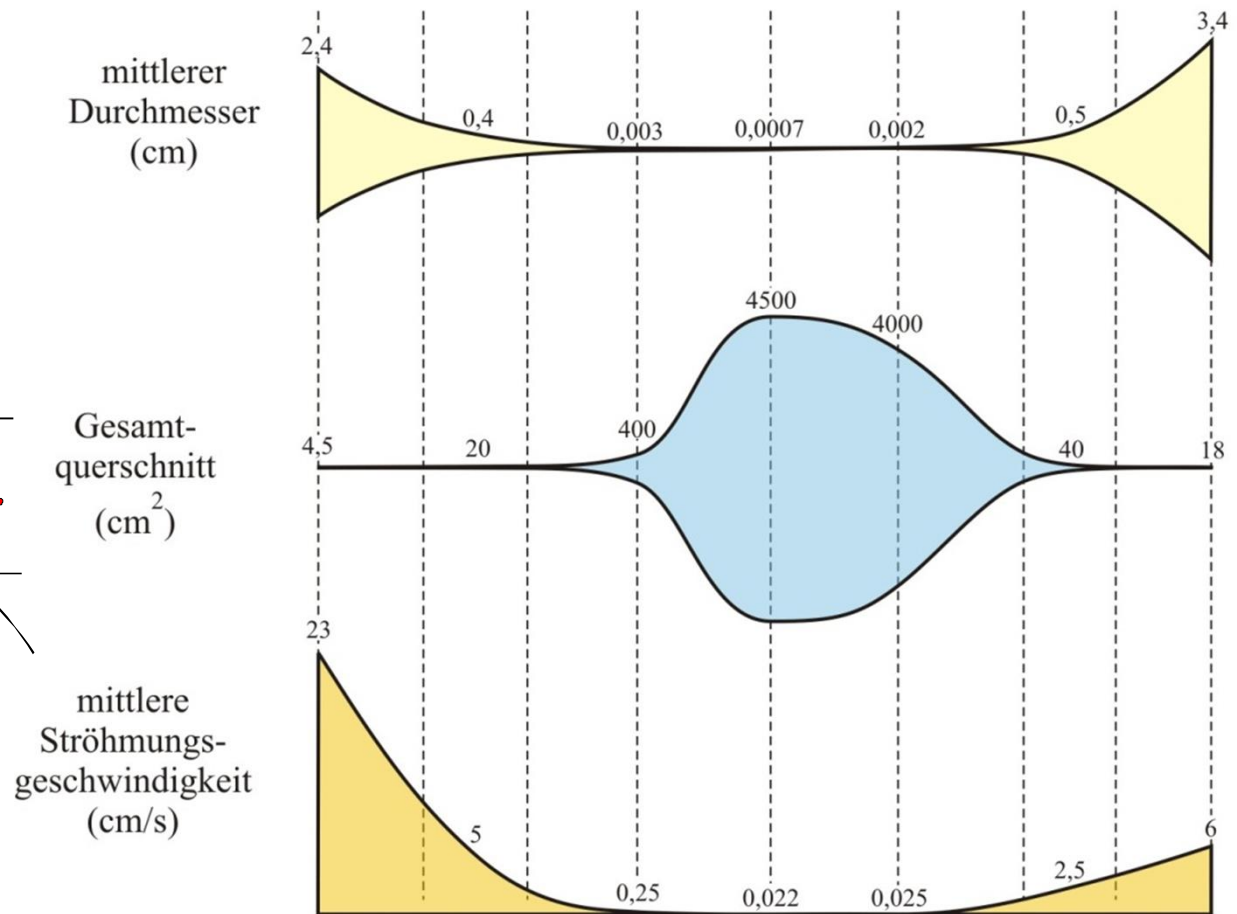 mittlerer
Durchmesser
(cm)
2,4
0,4
0,003
0,0007
0,002
0,5
3,4
Gesamt-
querschnitt
(cm2)
4,5
20
400
4500
4000
40
18
mittlere
Ströhmungs-
geschwindigkeit
(cm/s)
23
5
0,25
0,022
0,025
2,5
6